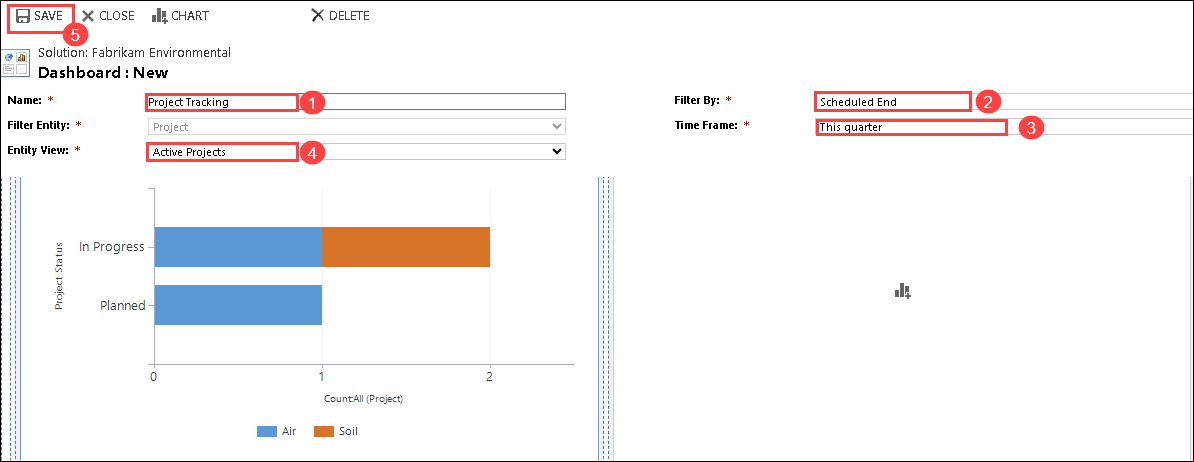 SAVE CLOSE CHART DELETE
5
Solution: Fabrikam Environmental
Dashboard : New
Name: * Project Tracking 1 Filter By: * Scheduled End 2
Filter Entity: * Project Time Frame: * This quarter 3
Entity View: * Active Projects 4
Project Status
In Progress
Planned
0 1 2
CountAll (Project)
Air Soil